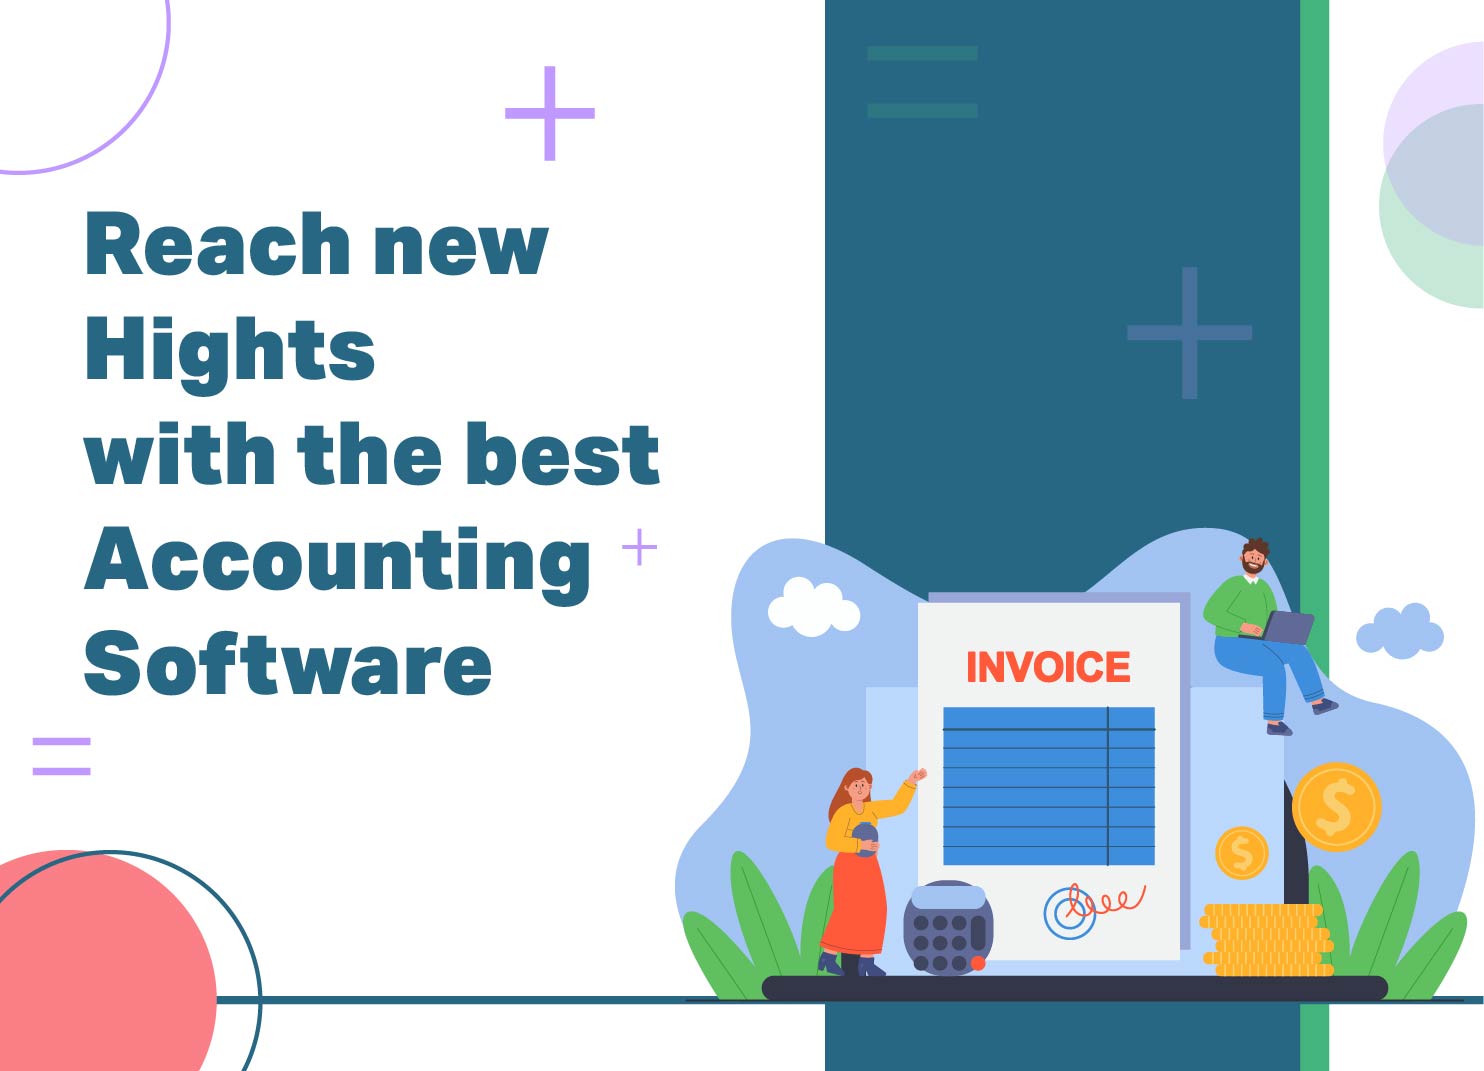 Reach new
Hights
with the best
Accounting
Software
INVOICE
$
$